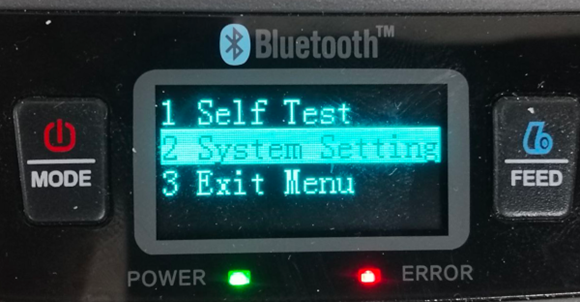 Bluetooth™
1 Self Test
2 System Setting
3 Exit Menu
MODE
FEED
POWER
ERROR